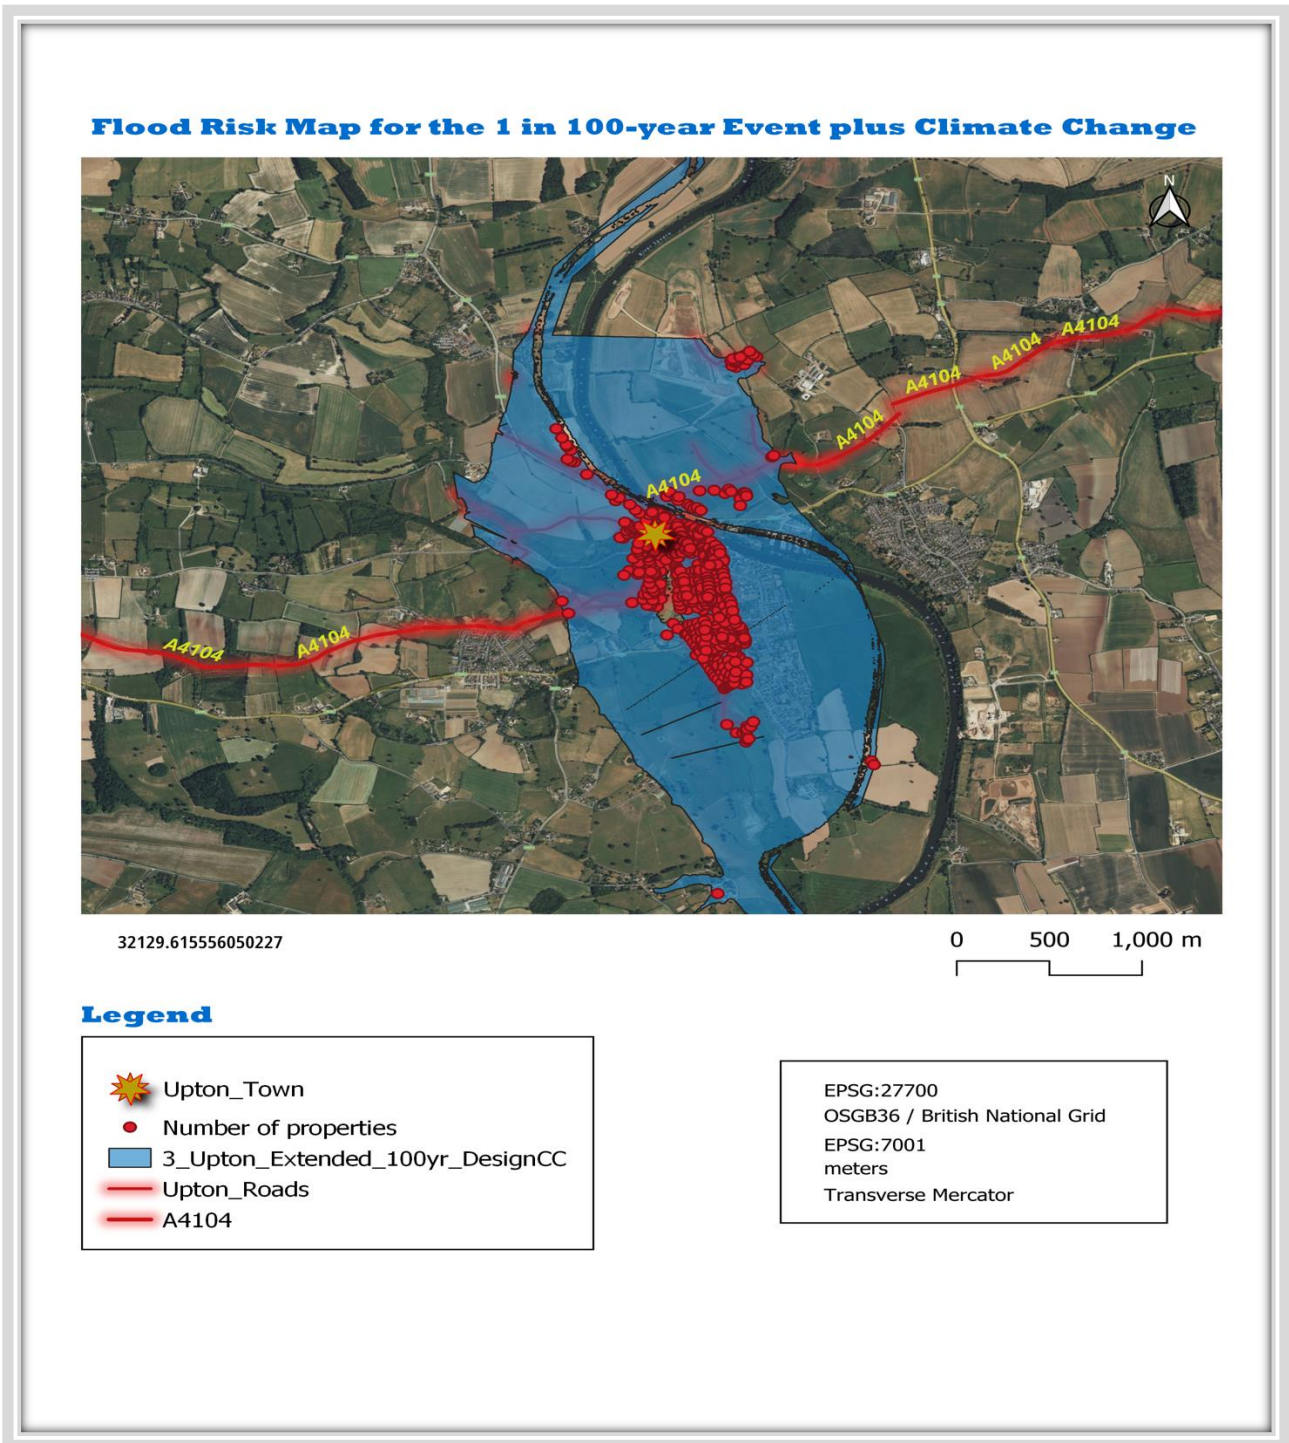 Flood Risk Map for the 1 in 100-year Event plus Climate Change
N
A4104
A4104
A4104
A4104
A4104
A4104
A4104
32129.615556050227
0 500 1,000 m
Legend
Upton_Town
Number of properties
3_Upton_Extended_100yr_DesignCC
Upton_Roads
A4104
EPSG:27700
OSGB36 / British National Grid
EPSG:7001
meters
Transverse Mercator